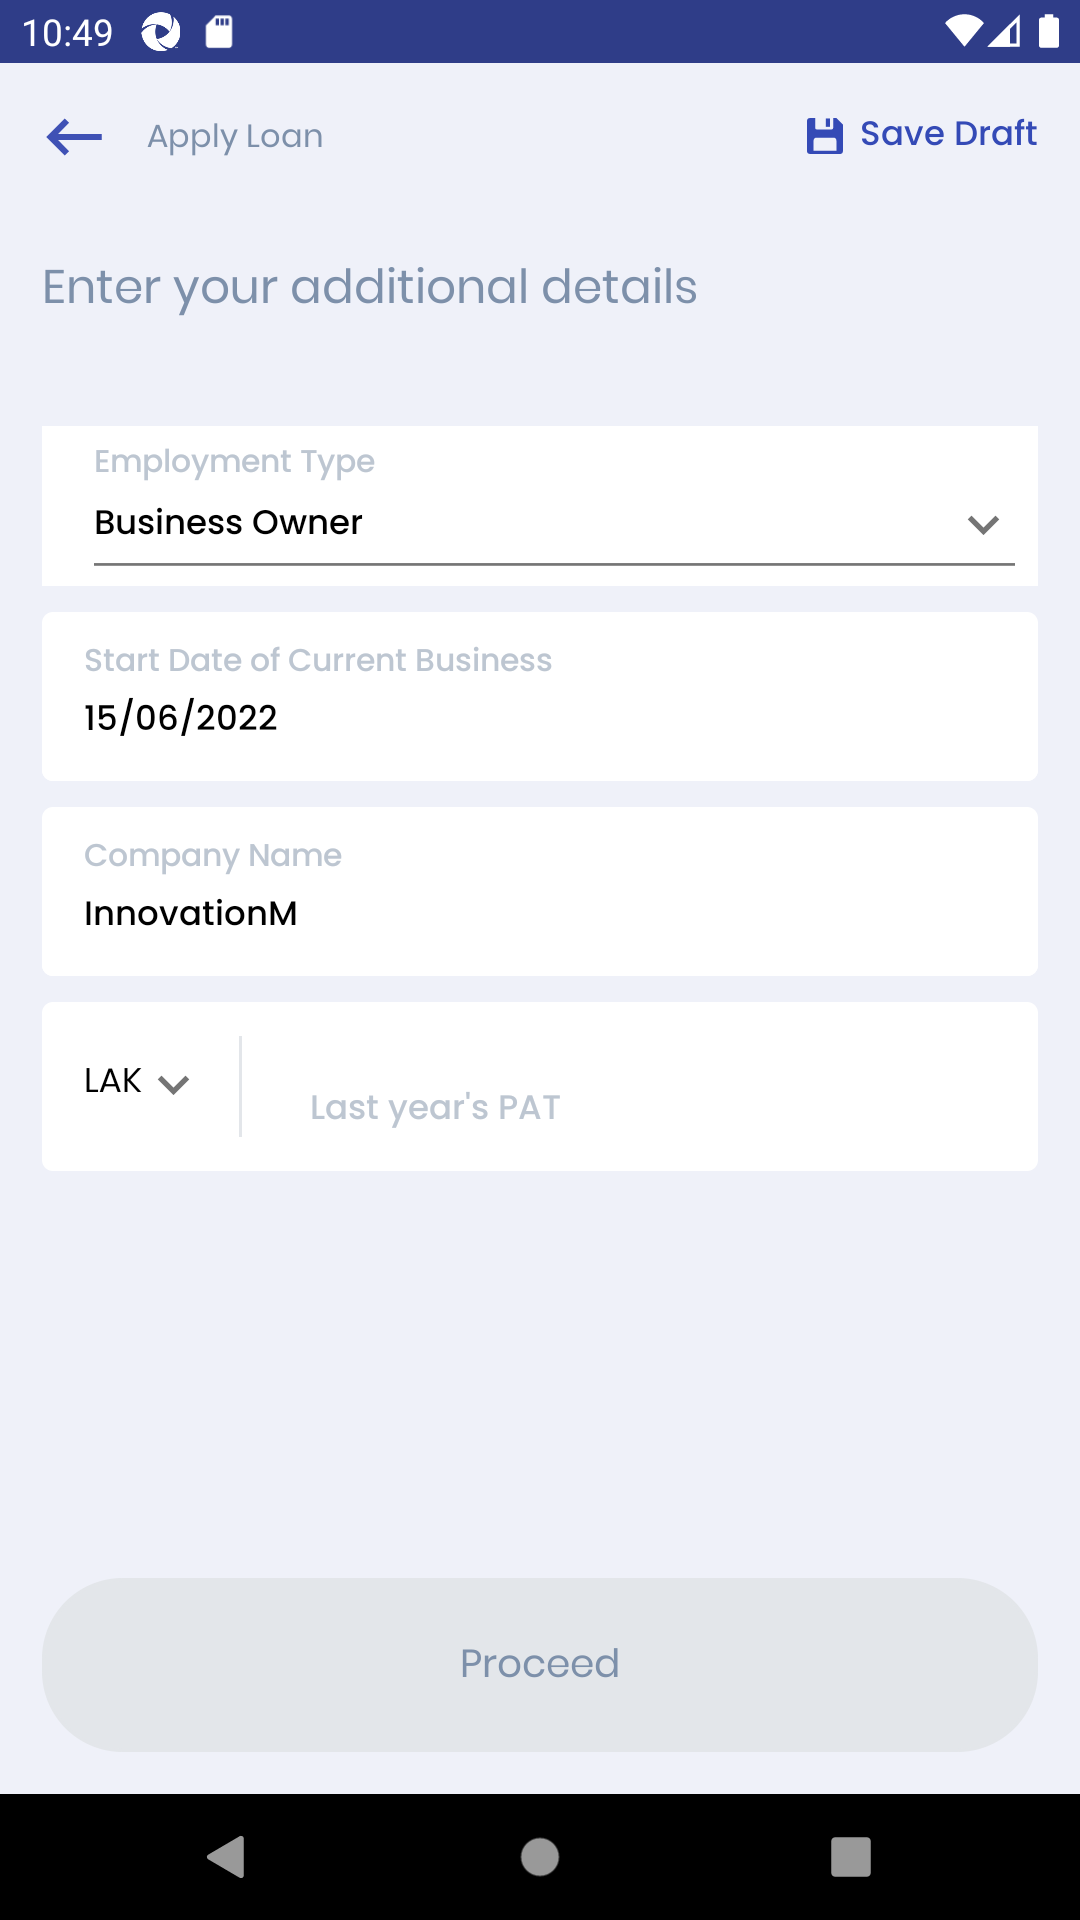 10:49
Apply Loan
Save Draft
Enter your additional details
Employment Type
Business Owner
Start Date of Current Business
15/06/2022
Company Name
InnovationM
LAK
Last year's PAT
Proceed